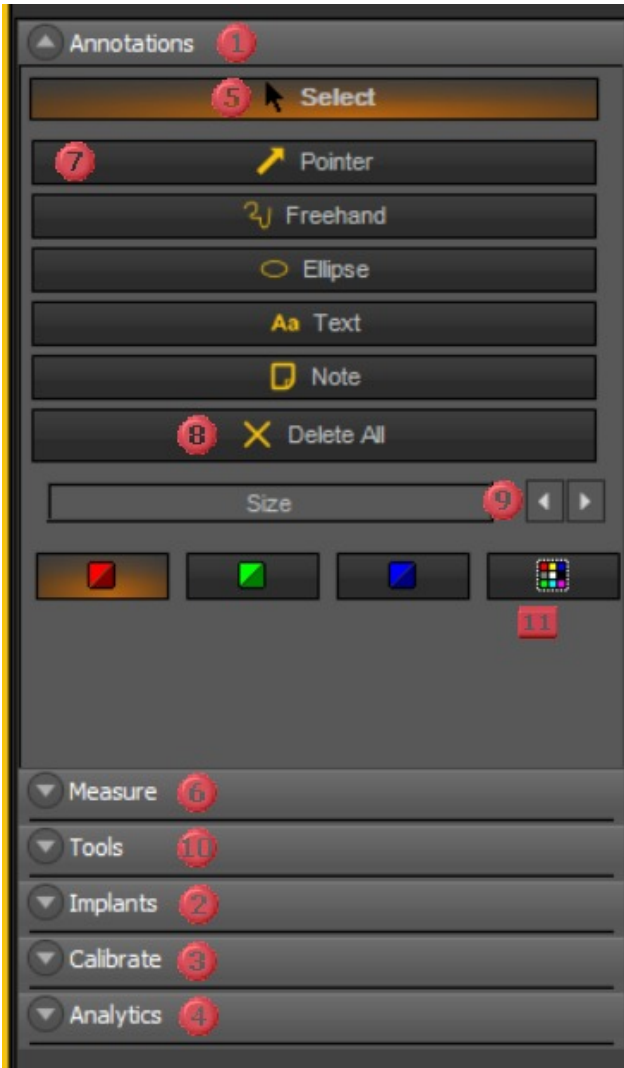 Annotations 1
5 Select
7 Pointer
Freehand
Ellipse
Aa Text
Note
8 Delete All
Size 9
11
Measure 6
Tools 10
Implants 2
Calibrate 3
Analytics 4